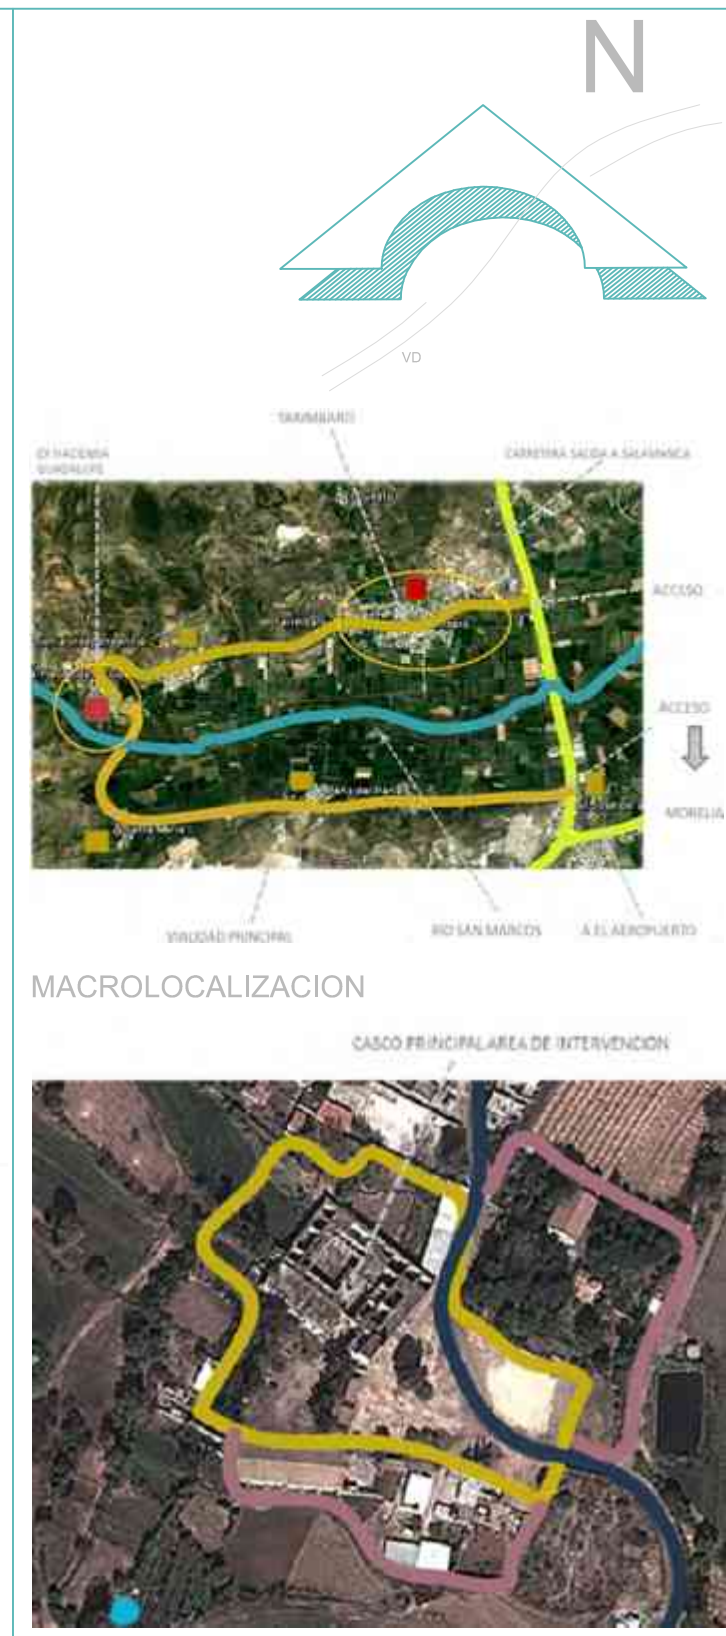 N
VD
TARIMBARO
EX HACIENDA
GUADALUPE
CARRETERA SALIDA A SALAMANCA
ACCESO
ACCESO
MORELIA
VIALIDAD PRINCIPAL
RIO SAN MARCOS
A EL AEROPUERTO
MACROLOCALIZACION
CASCO PRINCIPAL AREA DE INTERVENCION